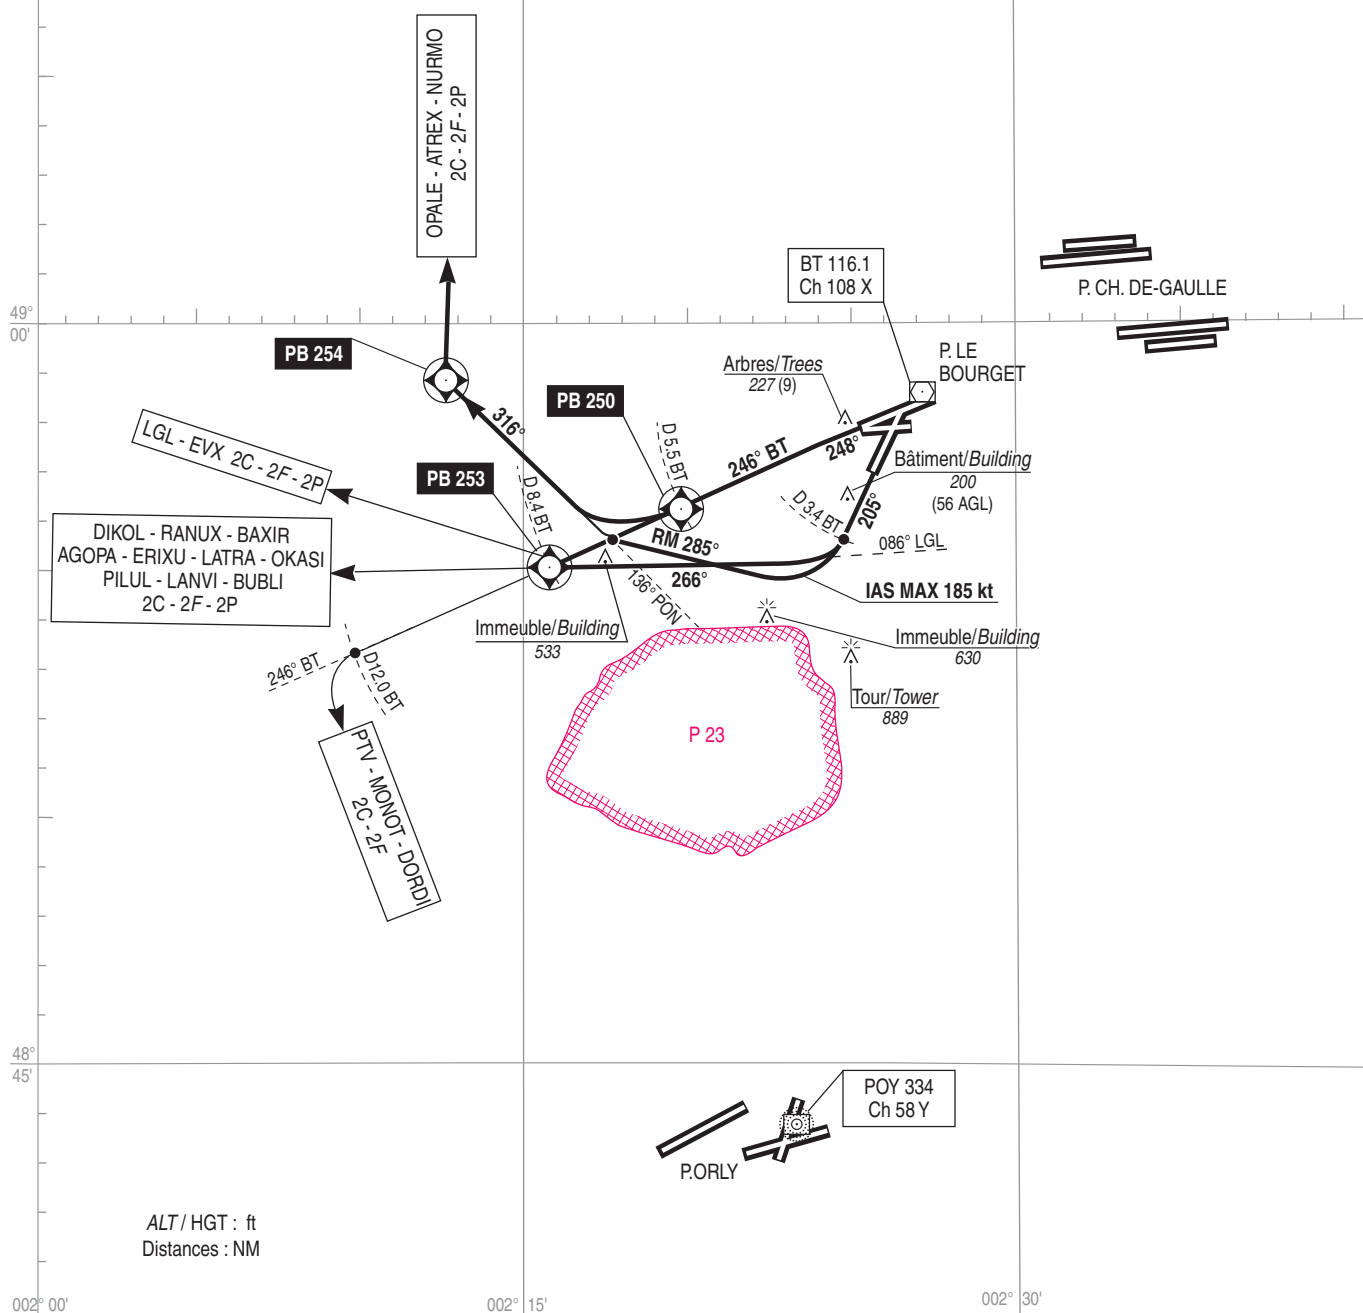 OPALE - ATREX - NURMO
2C - 2F - 2P
BT 116.1
Ch 108 X
P. CH. DE-GAULLE
49°
00'
PB 254
P. LE
BOURGET
Arbres/Trees
227 (9)
PB 250
316°
D 5.5 BT
246° BT
248°
LGL - EVX 2C - 2F - 2P
Bâtiment/Building
200
(56 AGL)
PB 253
D 8.4 BT
D 3.4 BT
205°
DIKOL - RANUX - BAXIR
AGOPA - ERIXU - LATRA - OKASI
PILUL - LANVI - BUBLI
2C - 2F - 2P
RM 285°
086° LGL
266°
136° PON
IAS MAX 185 kt
Immeuble/Building
533
Immeuble/Building
630
246° BT
D12.0 BT
Tour/Tower
889
P 23
PTV - MONOT - DORDI
2C - 2F
48°
45'
POY 334
Ch 58 Y
P.ORLY
ALT / HGT : ft
Distances : NM
002° 00'
002° 15'
002° 30'